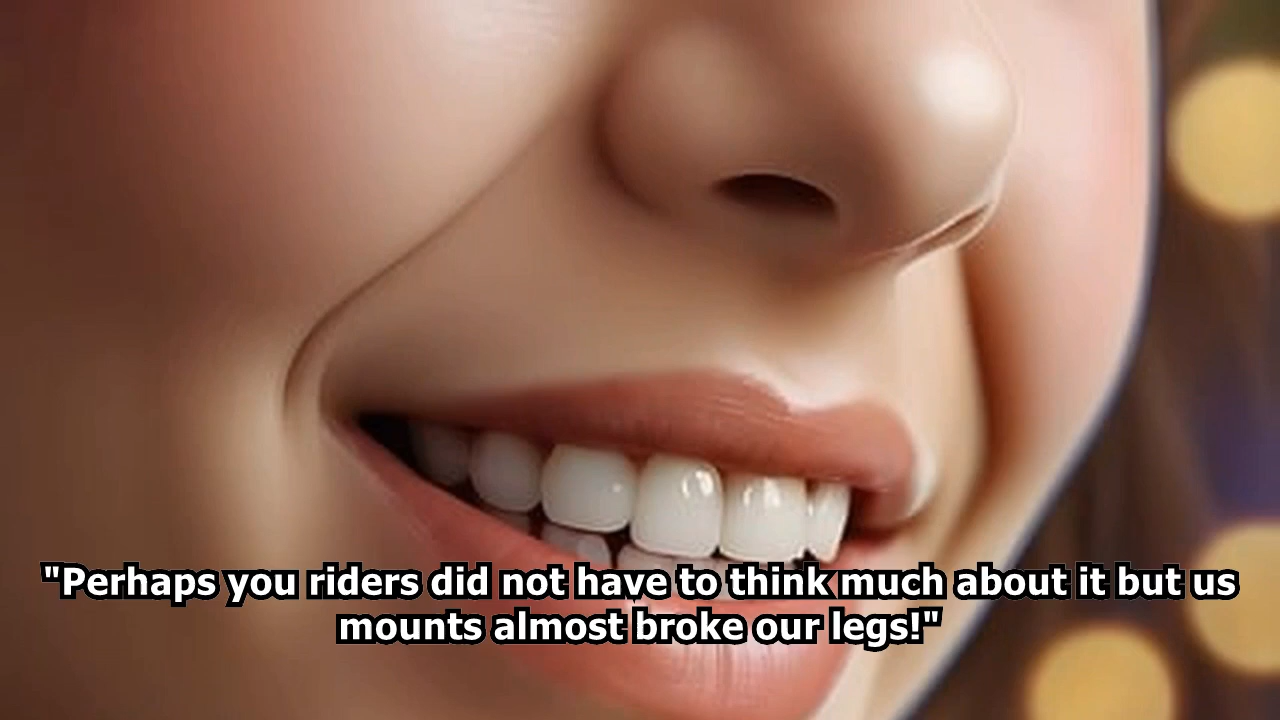 "Perhaps you riders did not have to think much about it but us
mounts almost broke our legs!"